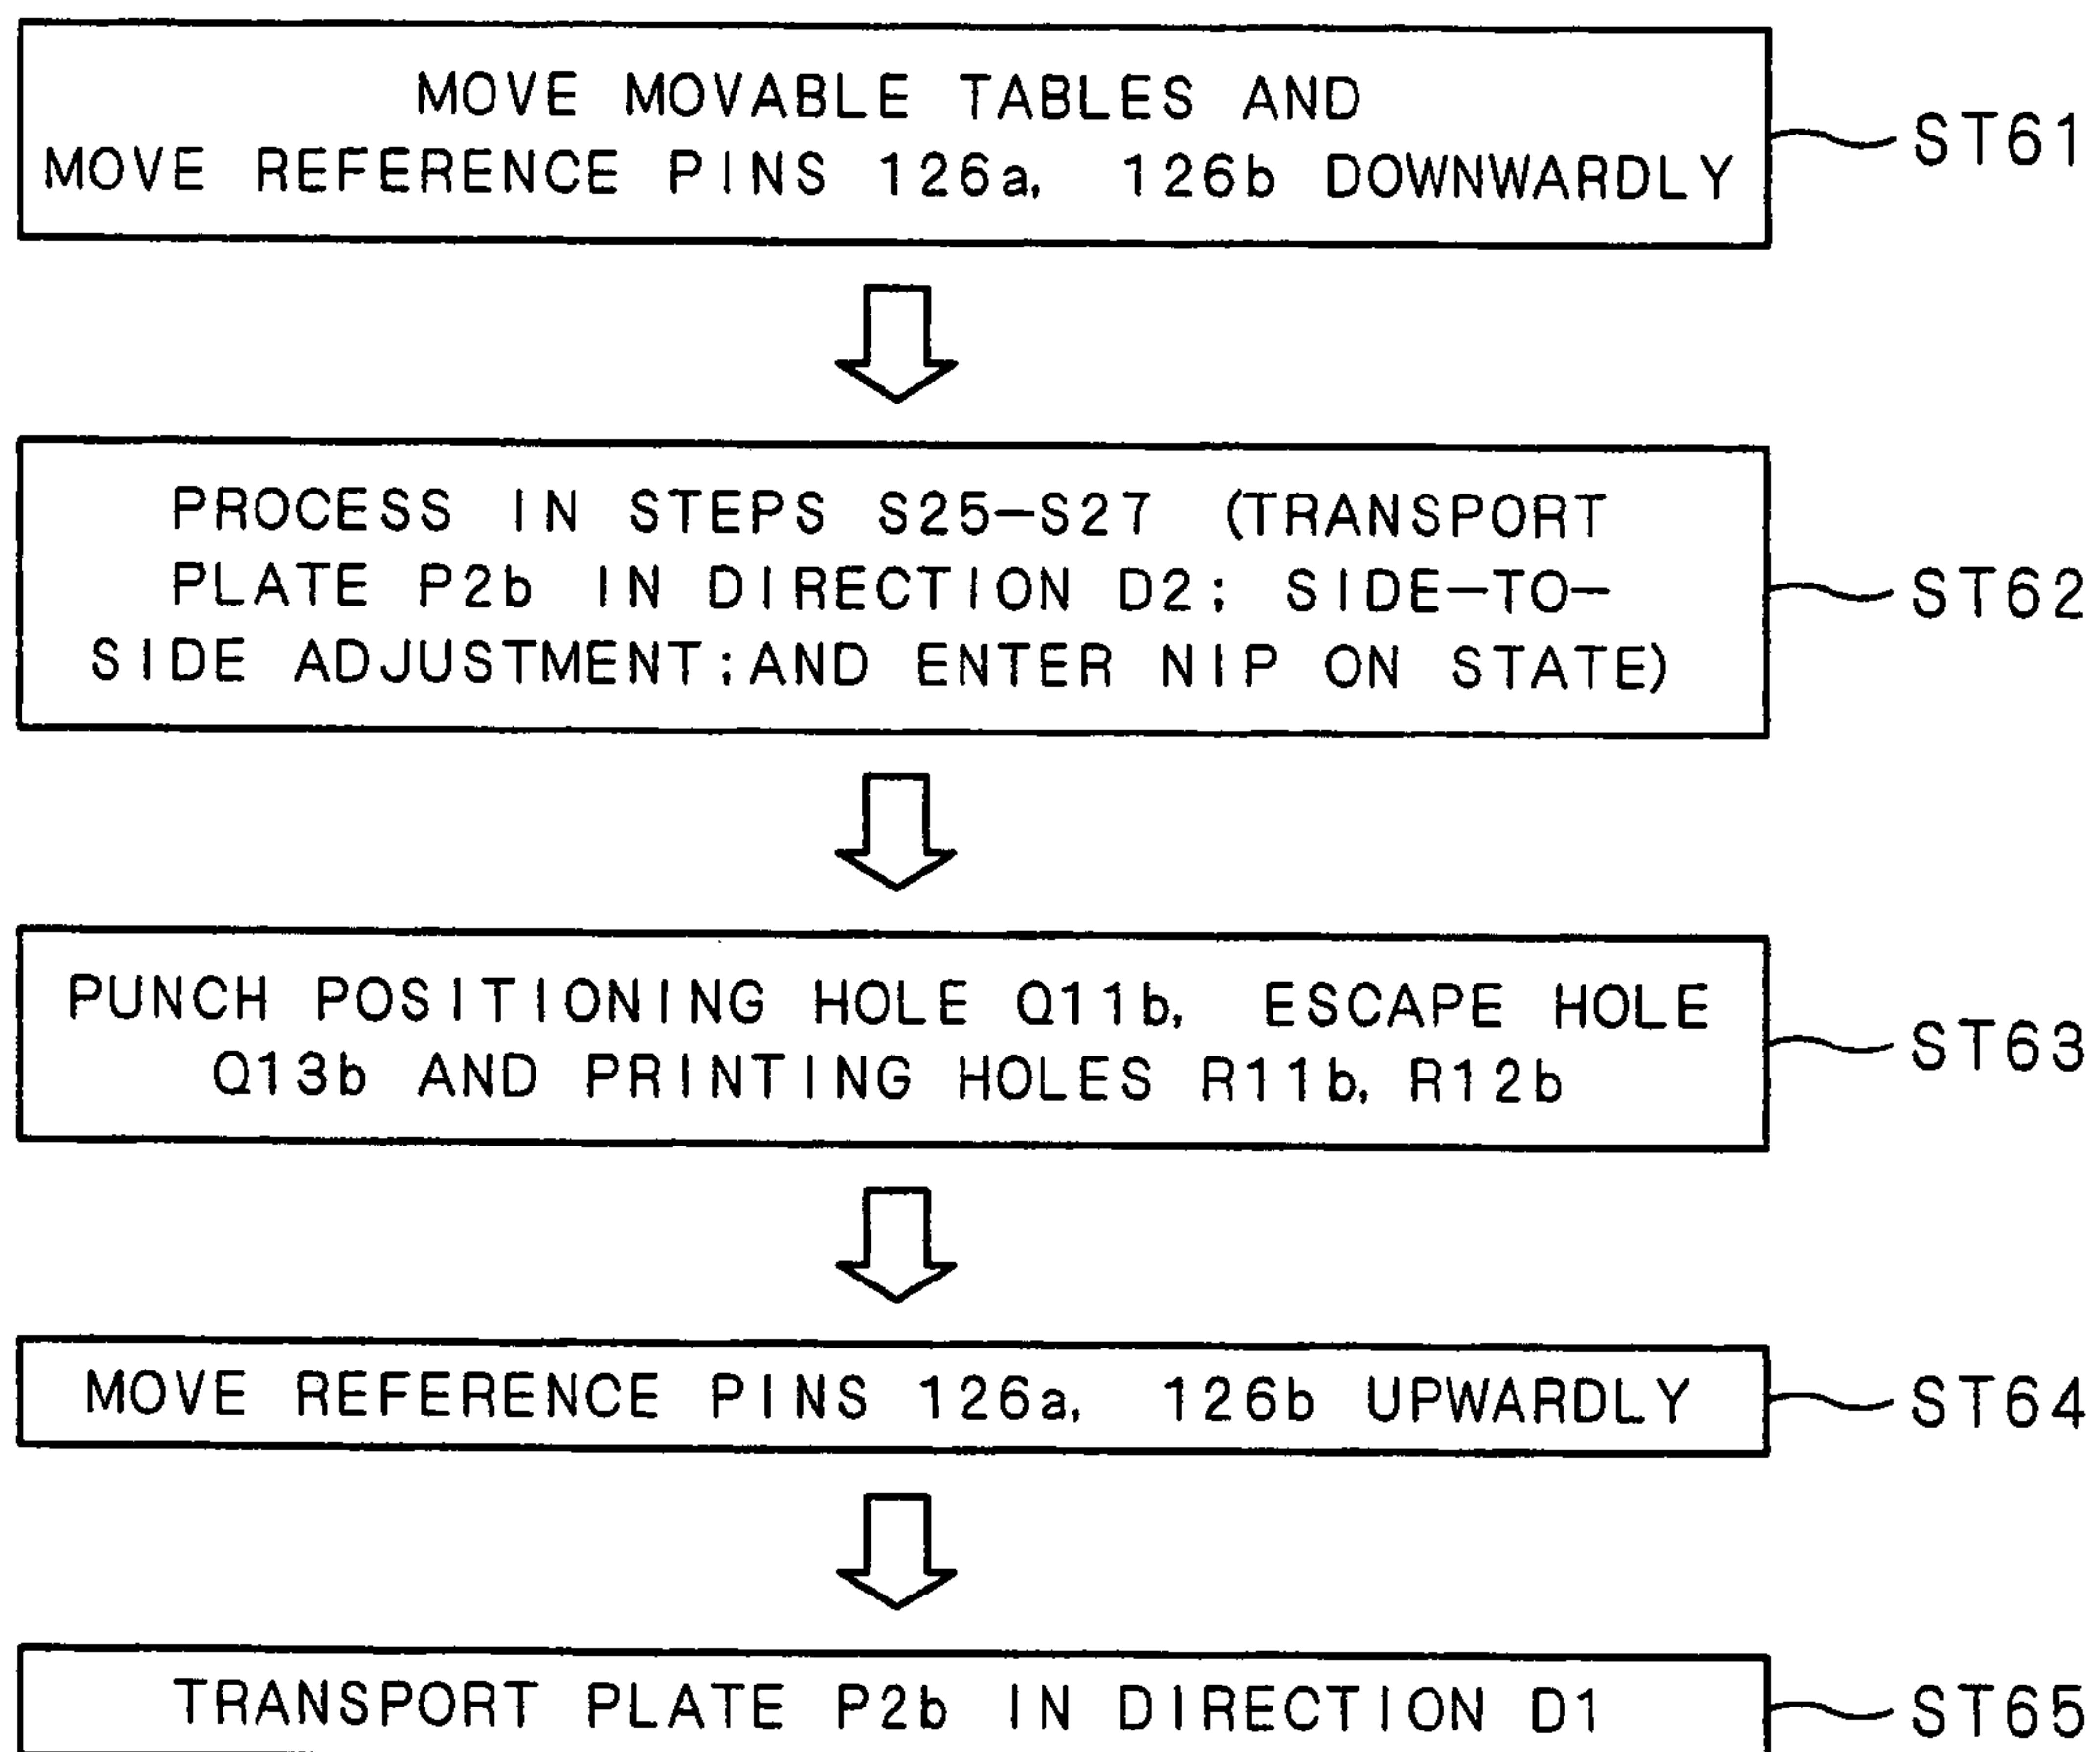 MOVE MOVABLE TABLES AND
MOVE REFERENCE PINS 126a, 126b DOWNWARDLY
ST61
PROCESS IN STEPS S25-S27 (TRANSPORT
PLATE P2b IN DIRECTION D2; SIDE-TO-
SIDE ADJUSTMENT;AND ENTER NIP ON STATE)
ST62
PUNCH POSITIONING HOLE Q11b, ESCAPE HOLE
Q13b AND PRINTING HOLES R11b, R12b
ST63
MOVE REFERENCE PINS 126a, 126b UPWARDLY
ST64
TRANSPORT PLATE P2b IN DIRECTION D1
ST65